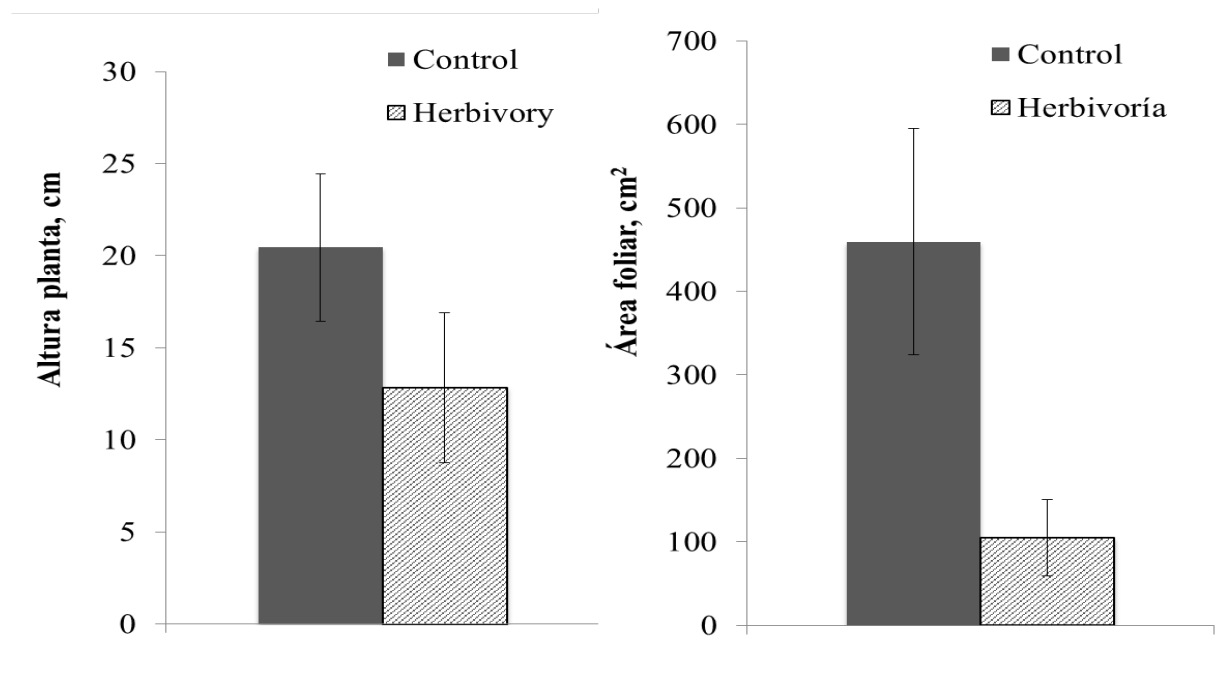 Control
Herbivory
30
25
20
15
10
5
0
Altura planta, cm
Control
Herbivoría
700
600
500
400
300
200
100
0
Área foliar, cm²